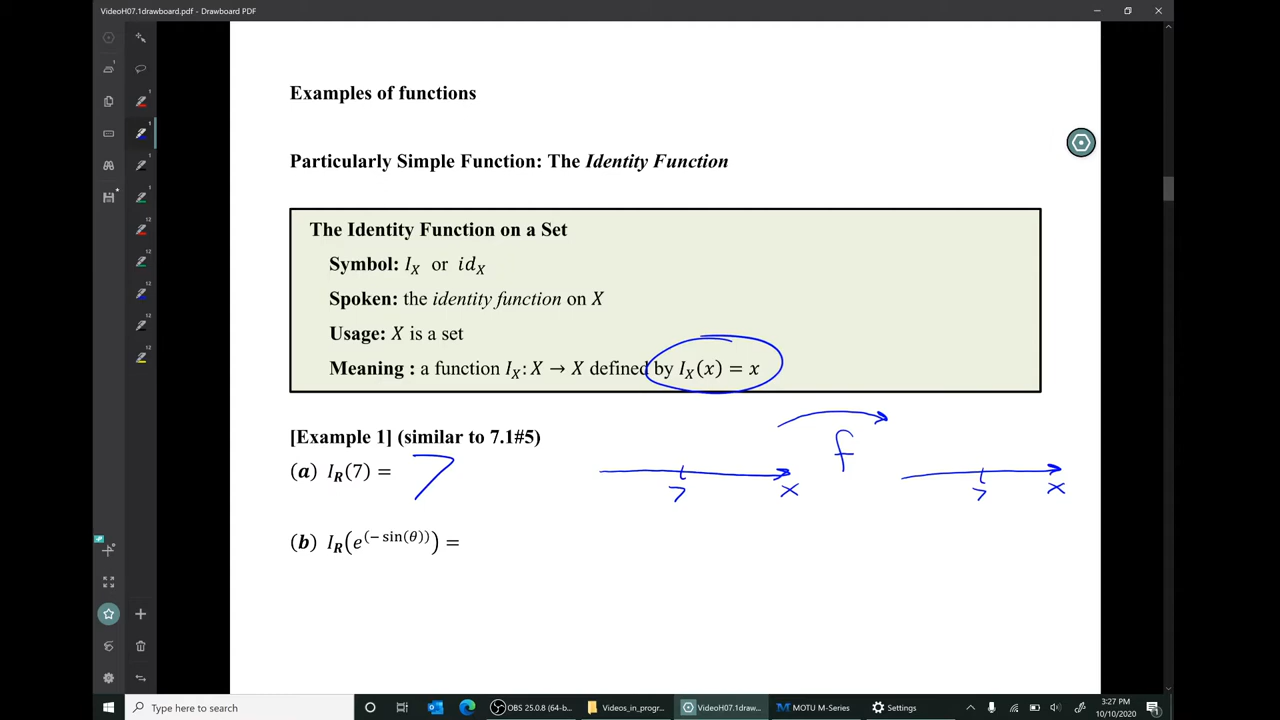 VideoH07.1drawboard.pdf - Drawboard PDF
Examples of functions
Particularly Simple Function: The Identity Function
The Identity Function on a Set
Symbol: I_X or id_X
Spoken: the identity function on X
Usage: X is a set
Meaning : a function I_X: X → X defined by I_X(x) = x
f
[Example 1] (similar to 7.1#5)
(a) I_R(7) = 7
7 x 7 x
(b) I_R(e^(− sin(θ))) =
Type here to search
OBS 25.0.8 (64-b...
Videos_in_progr...
VideoH07.1draw...
MOTU M-Series
Settings
3:27 PM
10/10/2020